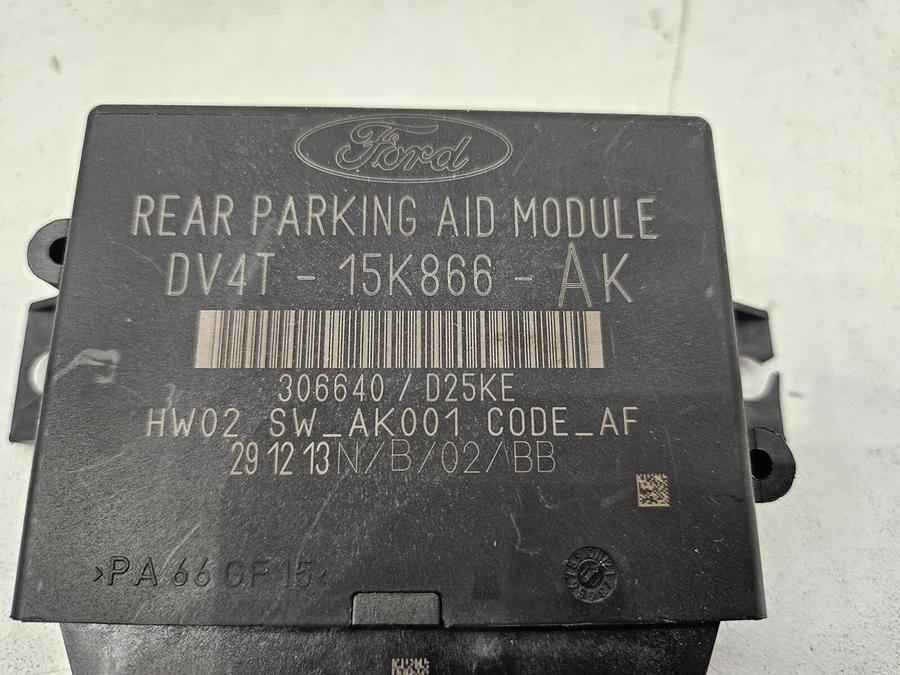 Ford
REAR PARKING AID MODULE
DV4T - 15K866 - AK
306640 / D25KE
HW02 SW_AK001 CODE_AF
29 12 13 N/B/02/BB
>PA 66 GF 15<